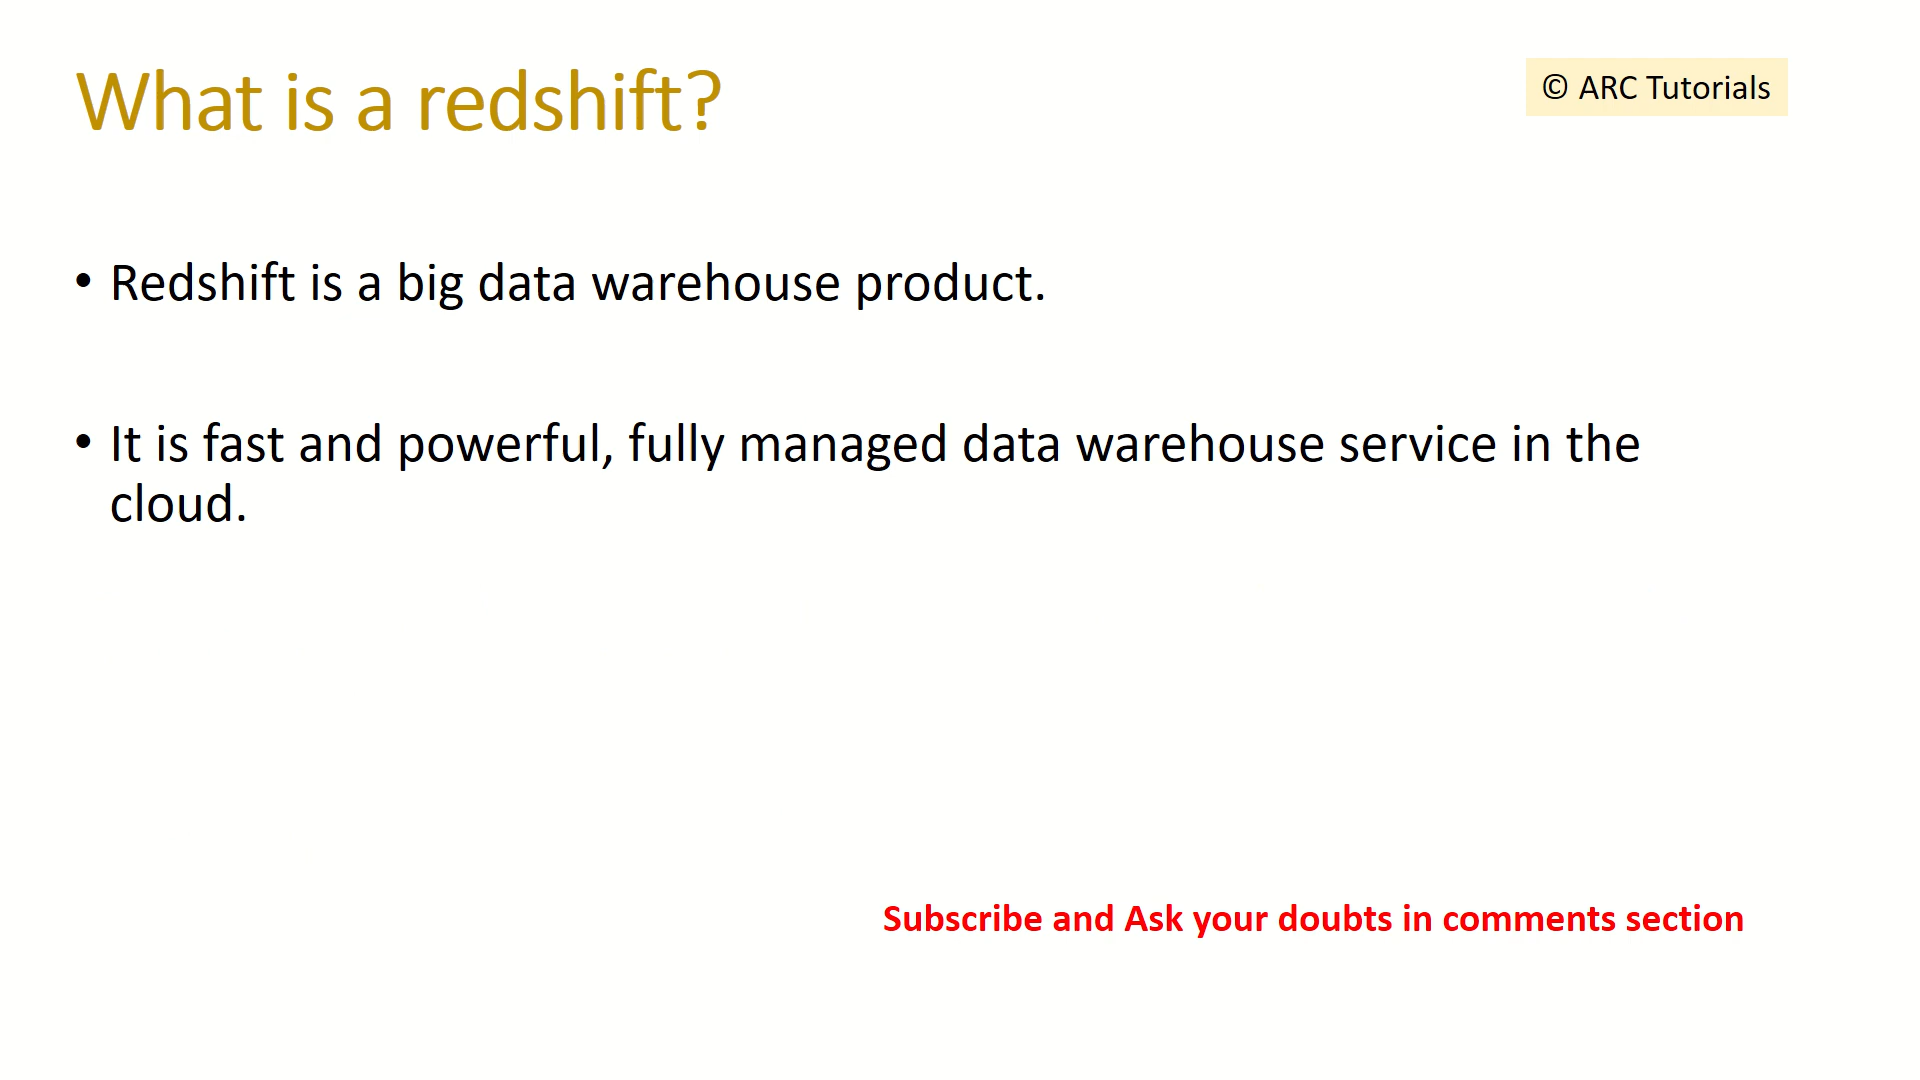 What is a redshift?
© ARC Tutorials
• Redshift is a big data warehouse product.
• It is fast and powerful, fully managed data warehouse service in the
cloud.
Subscribe and Ask your doubts in comments section